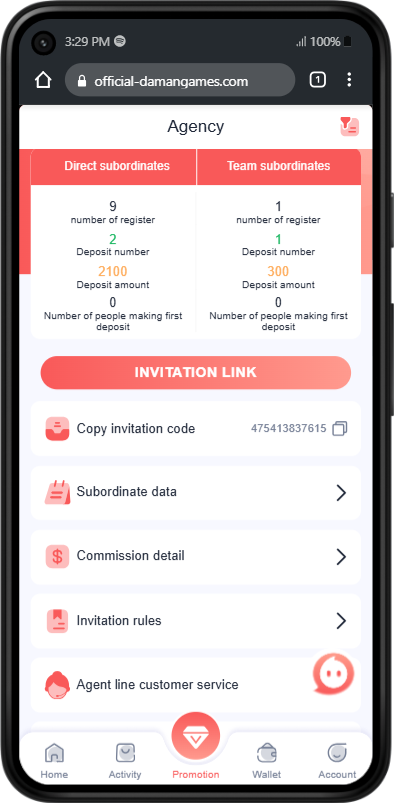 3:29 PM
100%
official-damangames.com
1
Agency
Direct subordinates
Team subordinates
9
number of register
2
Deposit number
2100
Deposit amount
0
Number of people making first
deposit
1
number of register
1
Deposit number
300
Deposit amount
0
Number of people making first
deposit
INVITATION LINK
Copy invitation code
475413837615
Subordinate data
$
Commission detail
Invitation rules
Agent line customer service
Home
Activity
Promotion
Wallet
Account